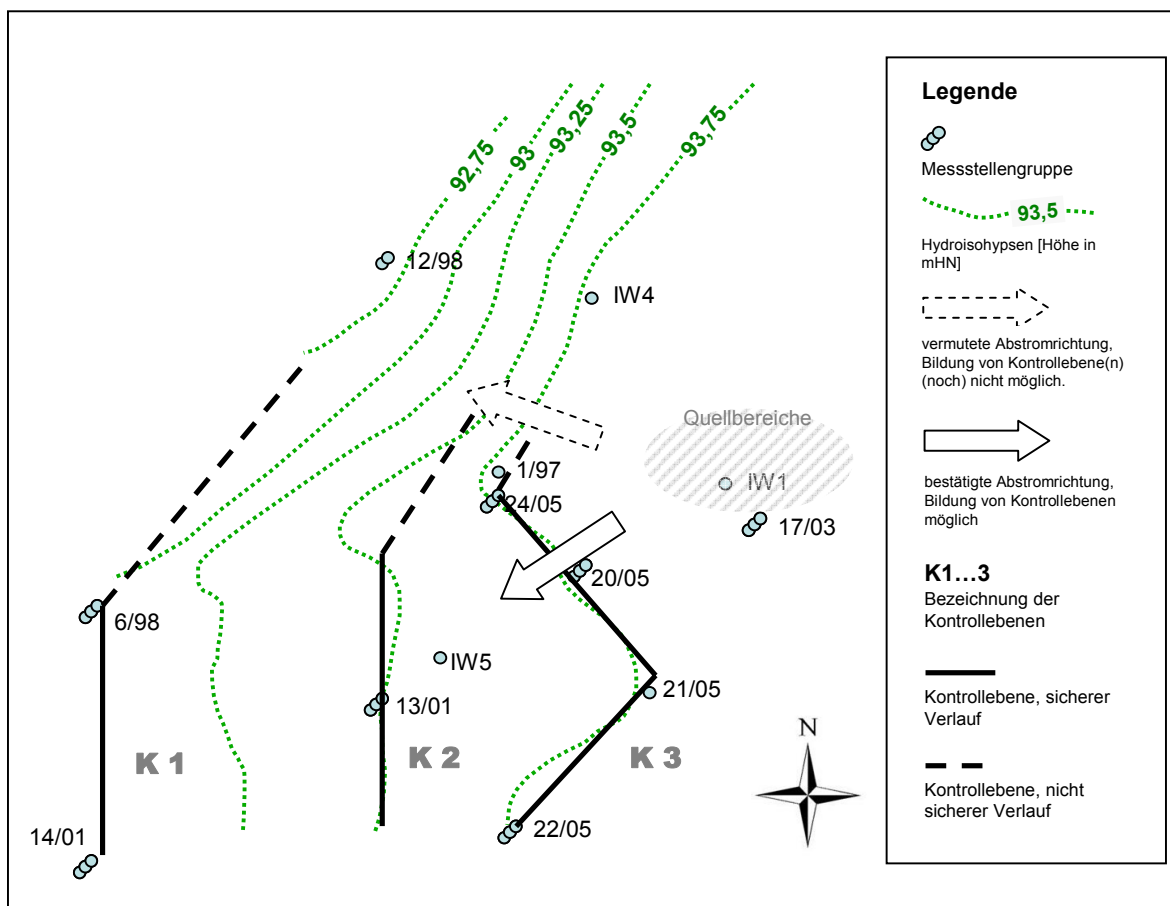 92,75
93
93,25
93,5
93,75
12/98
IW4
Quellbereiche
1/97
IW1
24/05
17/03
20/05
6/98
IW5
21/05
13/01
K 1
K 2
K 3
N
22/05
14/01
Legende
Messstellengruppe
93,5
Hydroisohypsen [Höhe in
mHN]
vermutete Abstromrichtung,
Bildung von Kontrollebene(n)
(noch) nicht möglich.
bestätigte Abstromrichtung,
Bildung von Kontrollebenen
möglich
K1...3
Bezeichnung der
Kontrollebenen
Kontrollebene, sicherer
Verlauf
Kontrollebene, nicht
sicherer Verlauf